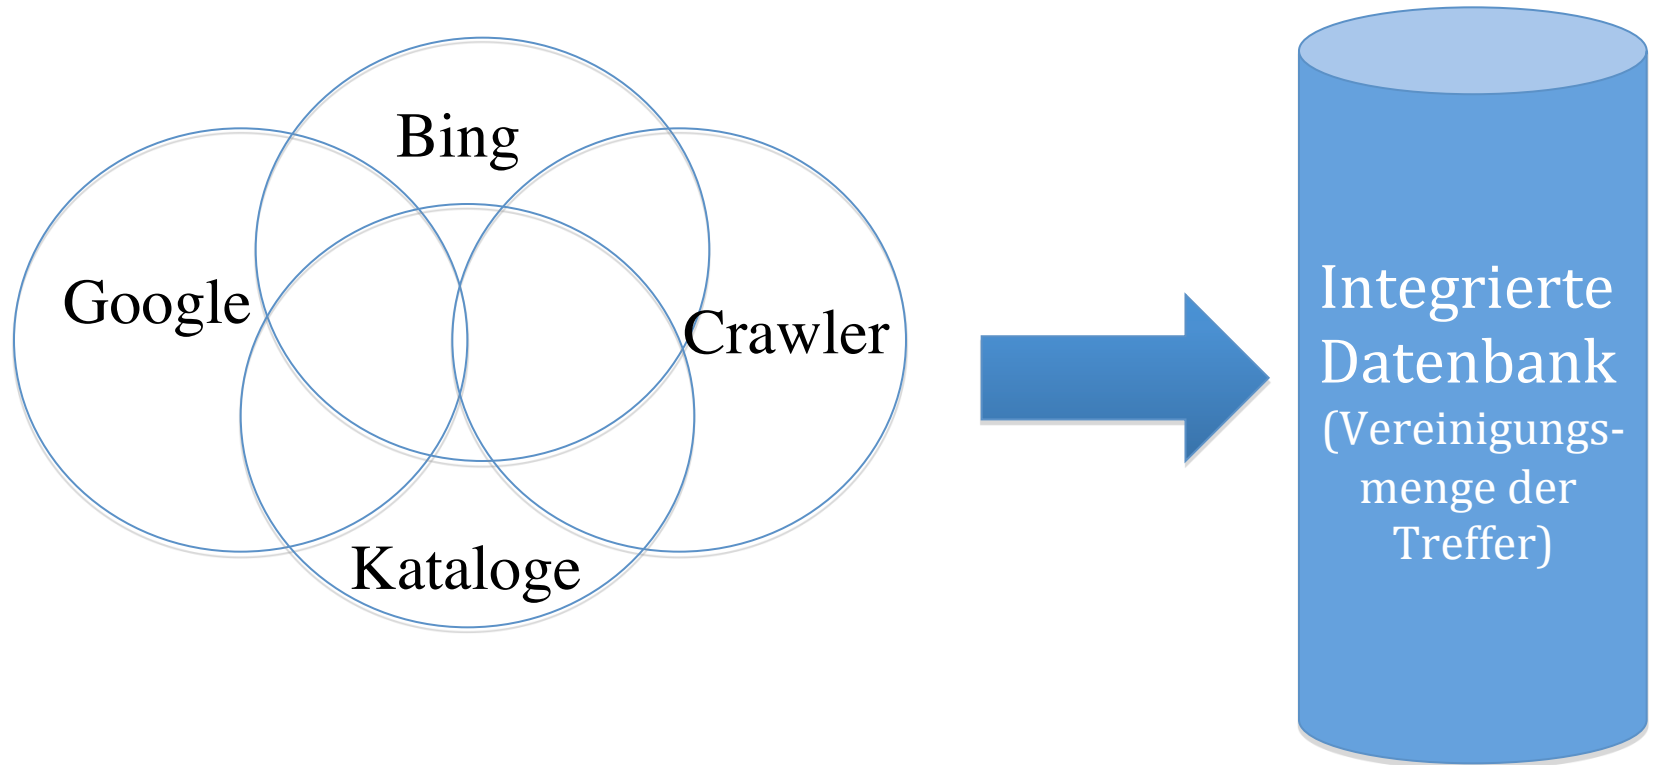 Bing
Google
Crawler
Kataloge
Integrierte
Datenbank
(Vereinigungs-
menge der
Treffer)